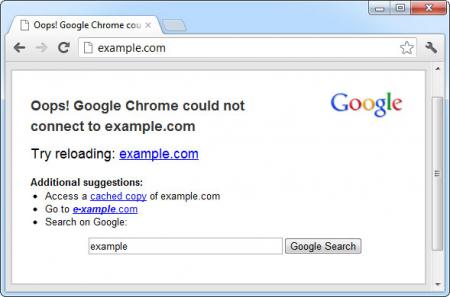 Oops! Google Chrome cou
example.com
Google
Oops! Google Chrome could not
connect to example.com
Try reloading: example.com
Additional suggestions:
• Access a cached copy of example.com
• Go to e-xample.com
• Search on Google:
example Google Search